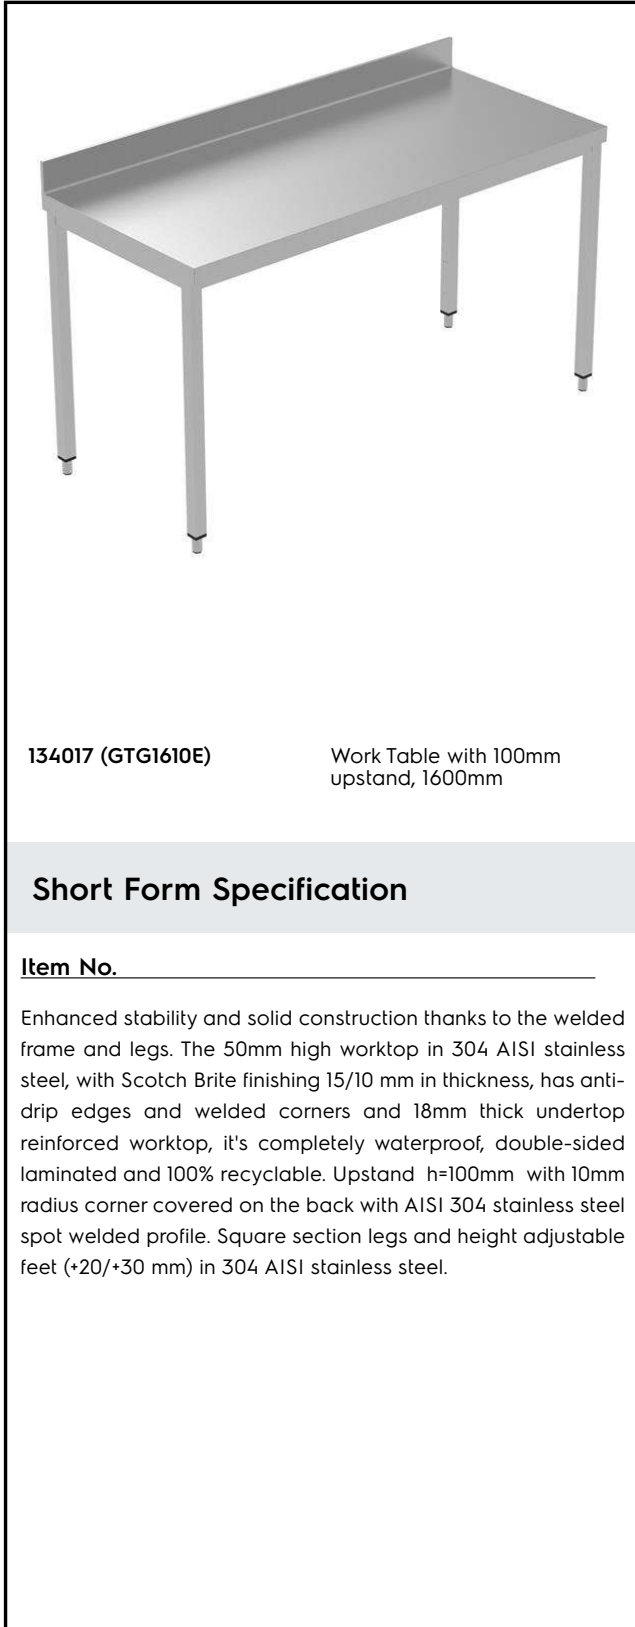 134017 (GTG1610E)
Work Table with 100mm
upstand, 1600mm
Short Form Specification
Item No.
Enhanced stability and solid construction thanks to the welded
frame and legs. The 50mm high worktop in 304 AISI stainless
steel, with Scotch Brite finishing 15/10 mm in thickness, has anti-
drip edges and welded corners and 18mm thick undertop
reinforced worktop, it's completely waterproof, double-sided
laminated and 100% recyclable. Upstand h=100mm with 10mm
radius corner covered on the back with AISI 304 stainless steel
spot welded profile. Square section legs and height adjustable
feet (+20/+30 mm) in 304 AISI stainless steel.